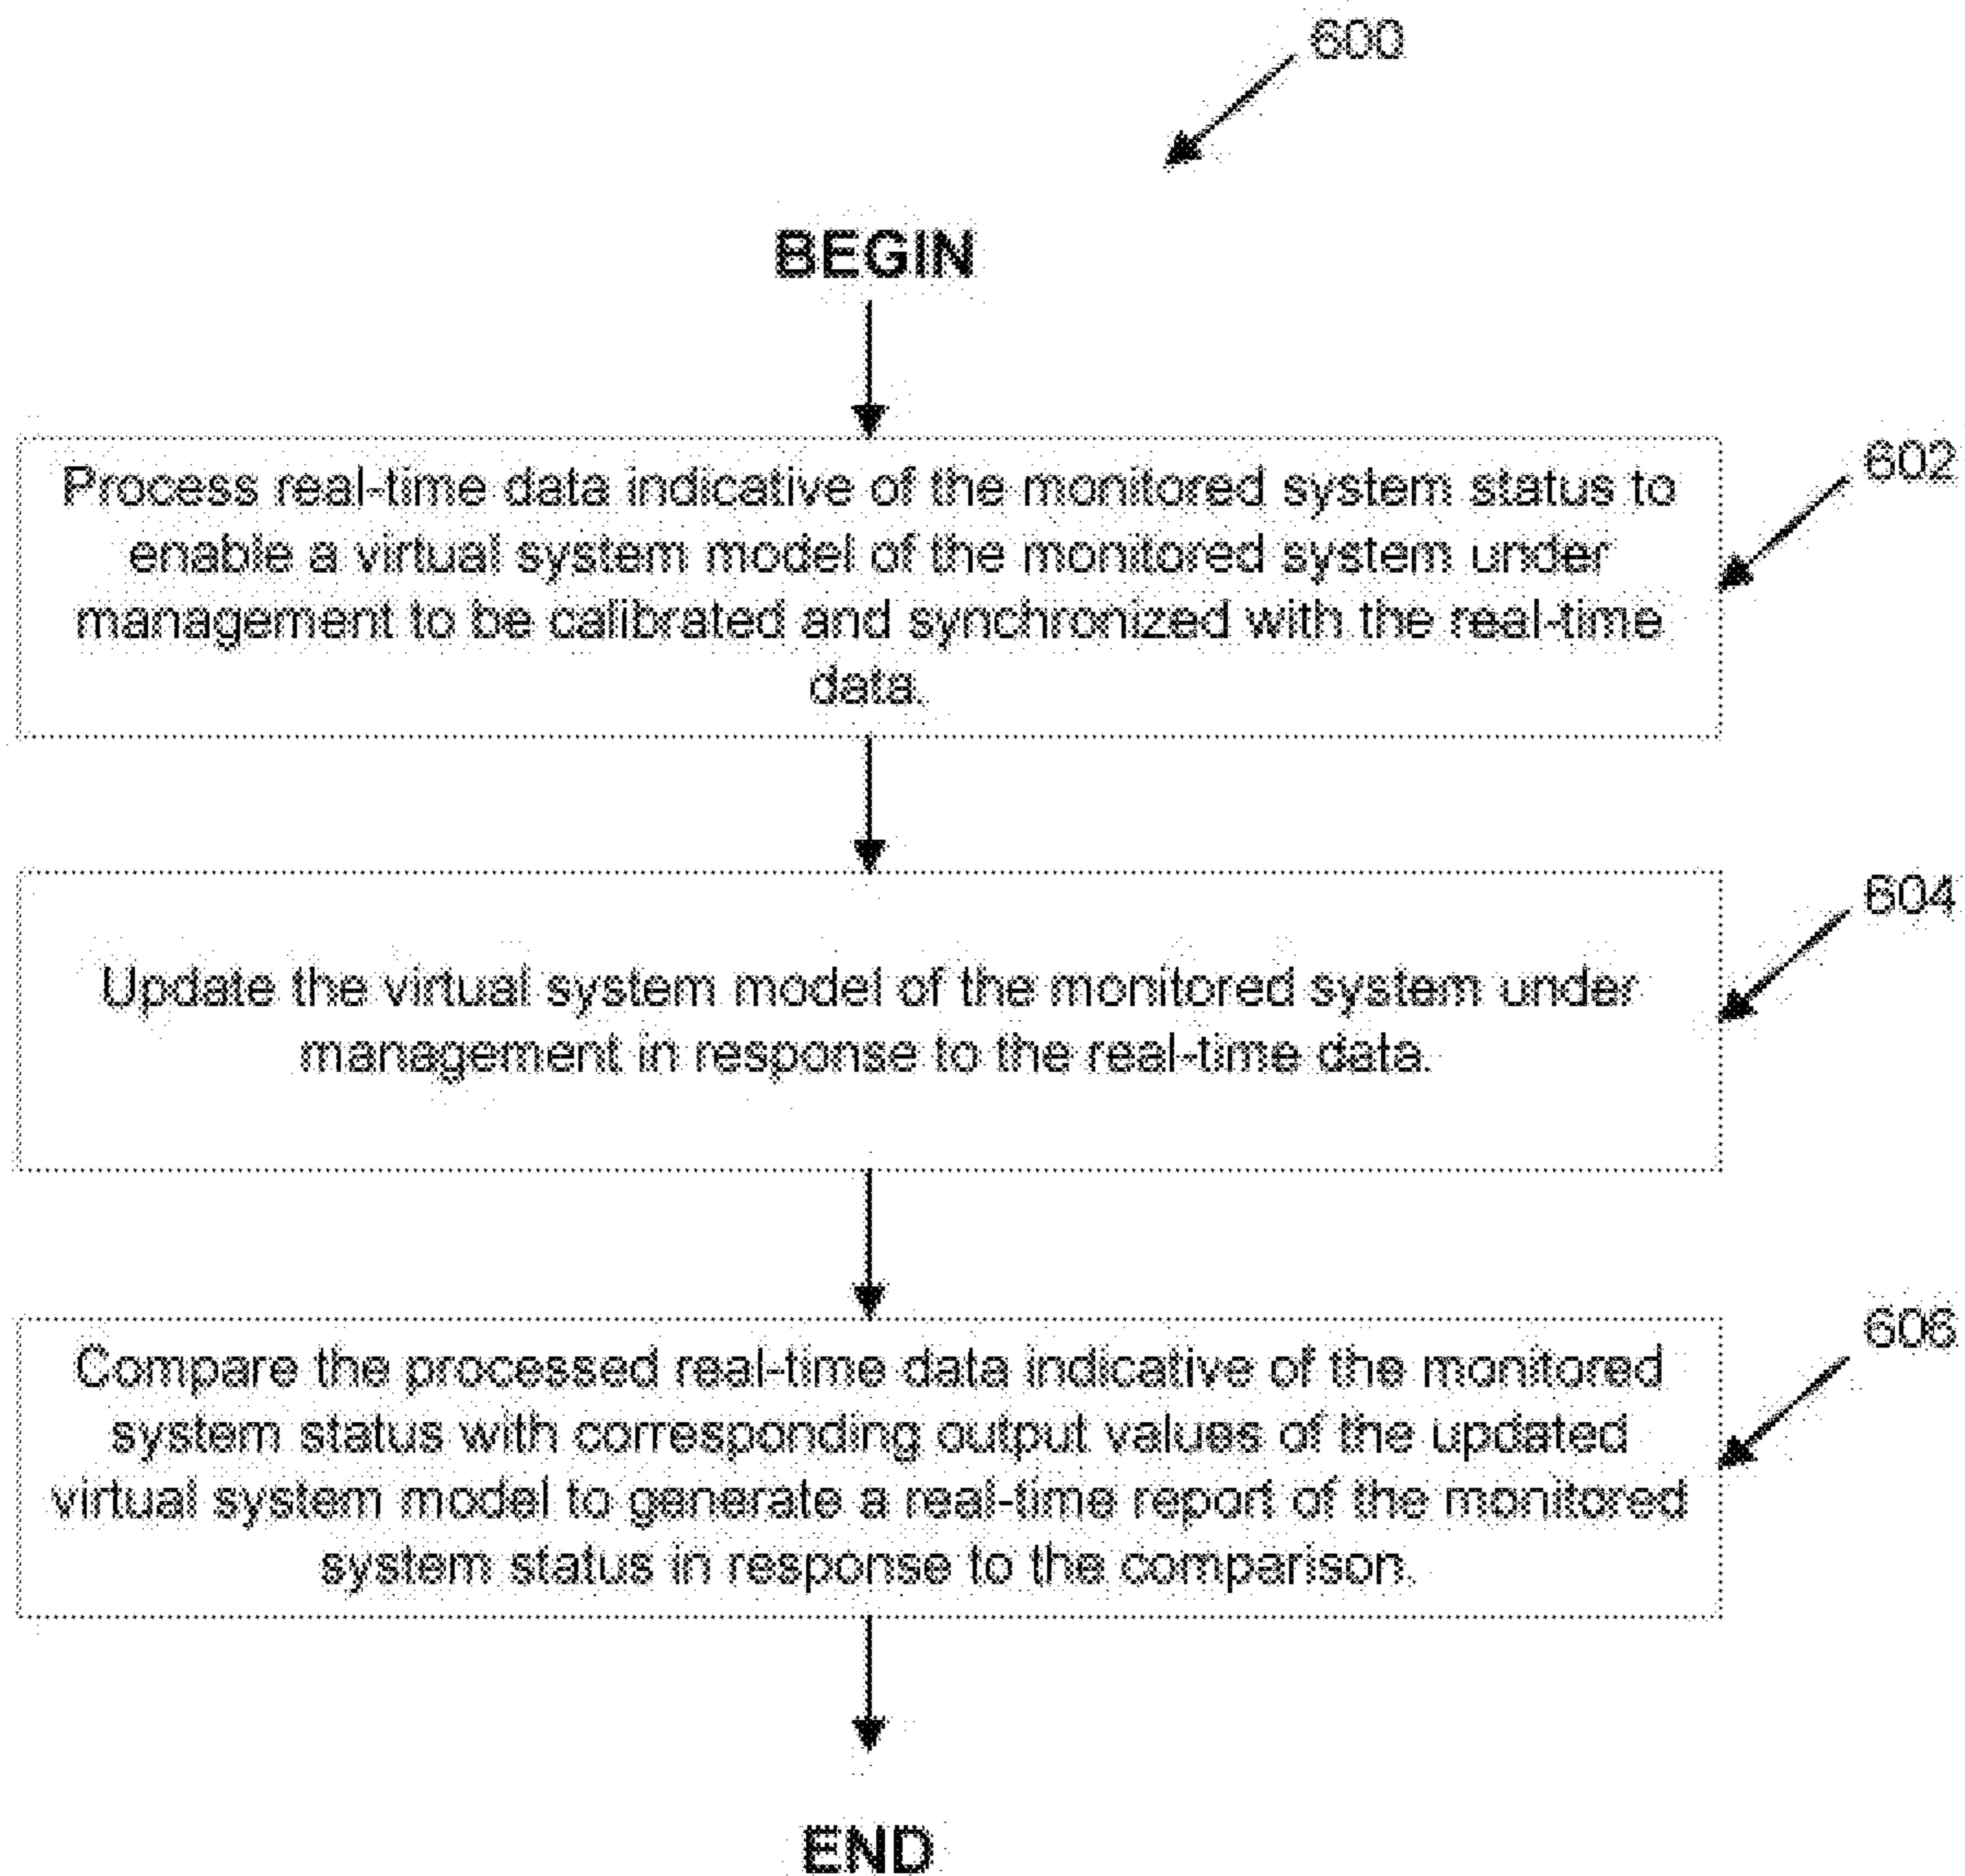 600
BEGIN
Process real-time data indicative of the monitored system status to
enable a virtual system model of the monitored system under
management to be calibrated and synchronized with the real-time
data.
602
Update the virtual system model of the monitored system under
management in response to the real-time data.
604
Compare the processed real-time data indicative of the monitored
system status with corresponding output values of the updated
virtual system model to generate a real-time report of the monitored
system status in response to the comparison.
606
END